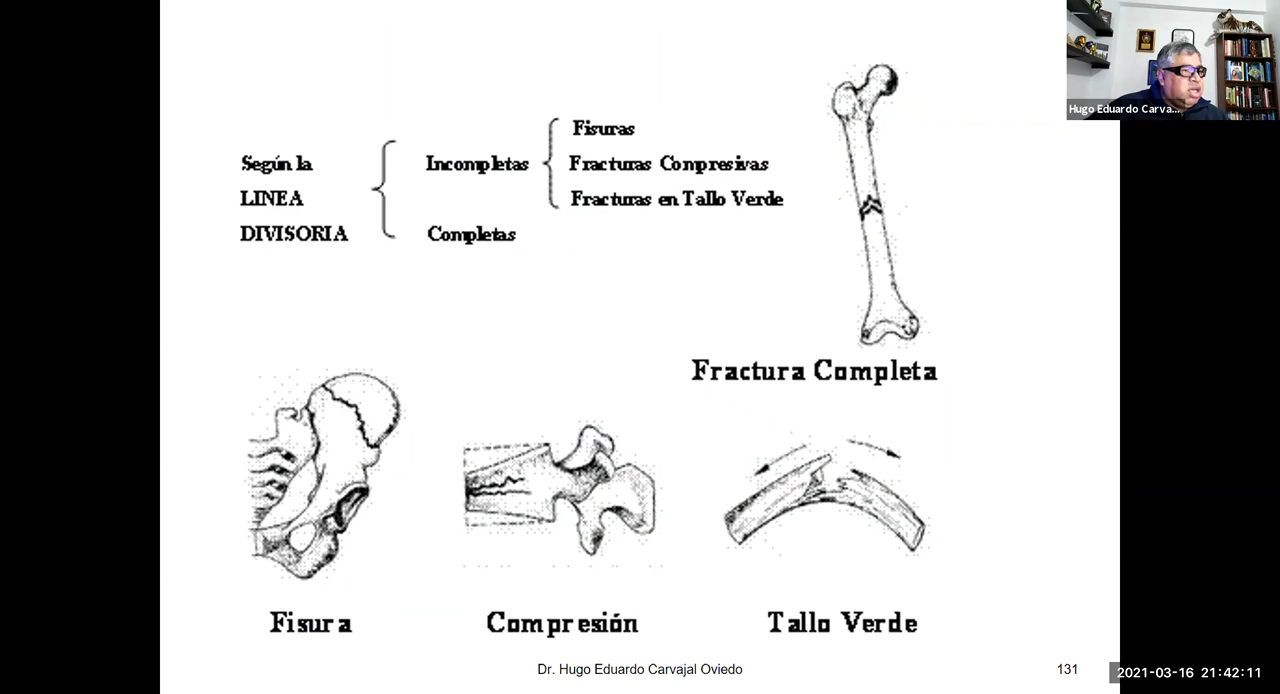 Hugo Eduardo Carva...
Según la
LINEA
DIVISORIA
Incompletas
Completas
Fisuras
Fracturas Compresivas
Fracturas en Tallo Verde
Fractura Completa
Fisura
Compresión
Tallo Verde
Dr. Hugo Eduardo Carvajal Oviedo
131
2021-03-16 21:42:11